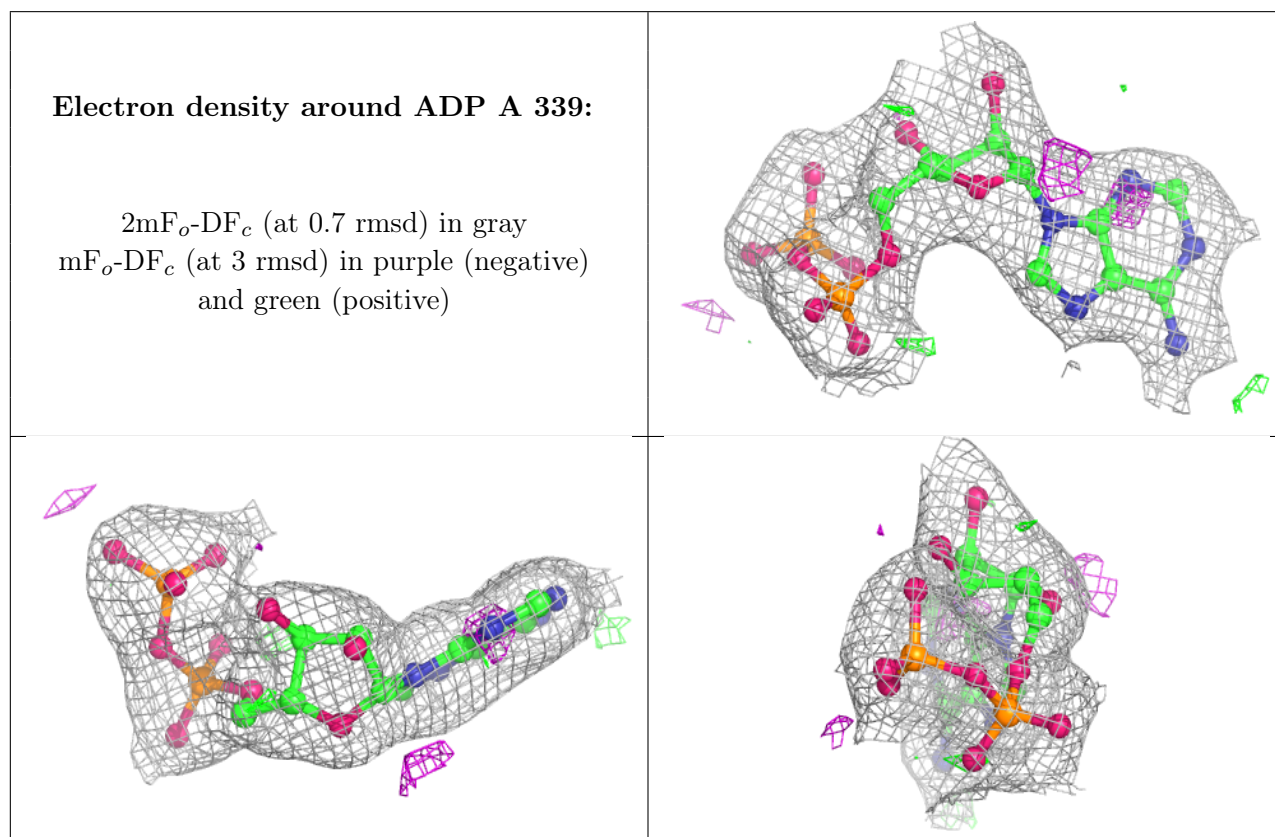 Electron density around ADP A 339:
2mFo-DFc (at 0.7 rmsd) in gray
mFo-DFc (at 3 rmsd) in purple (negative)
and green (positive)